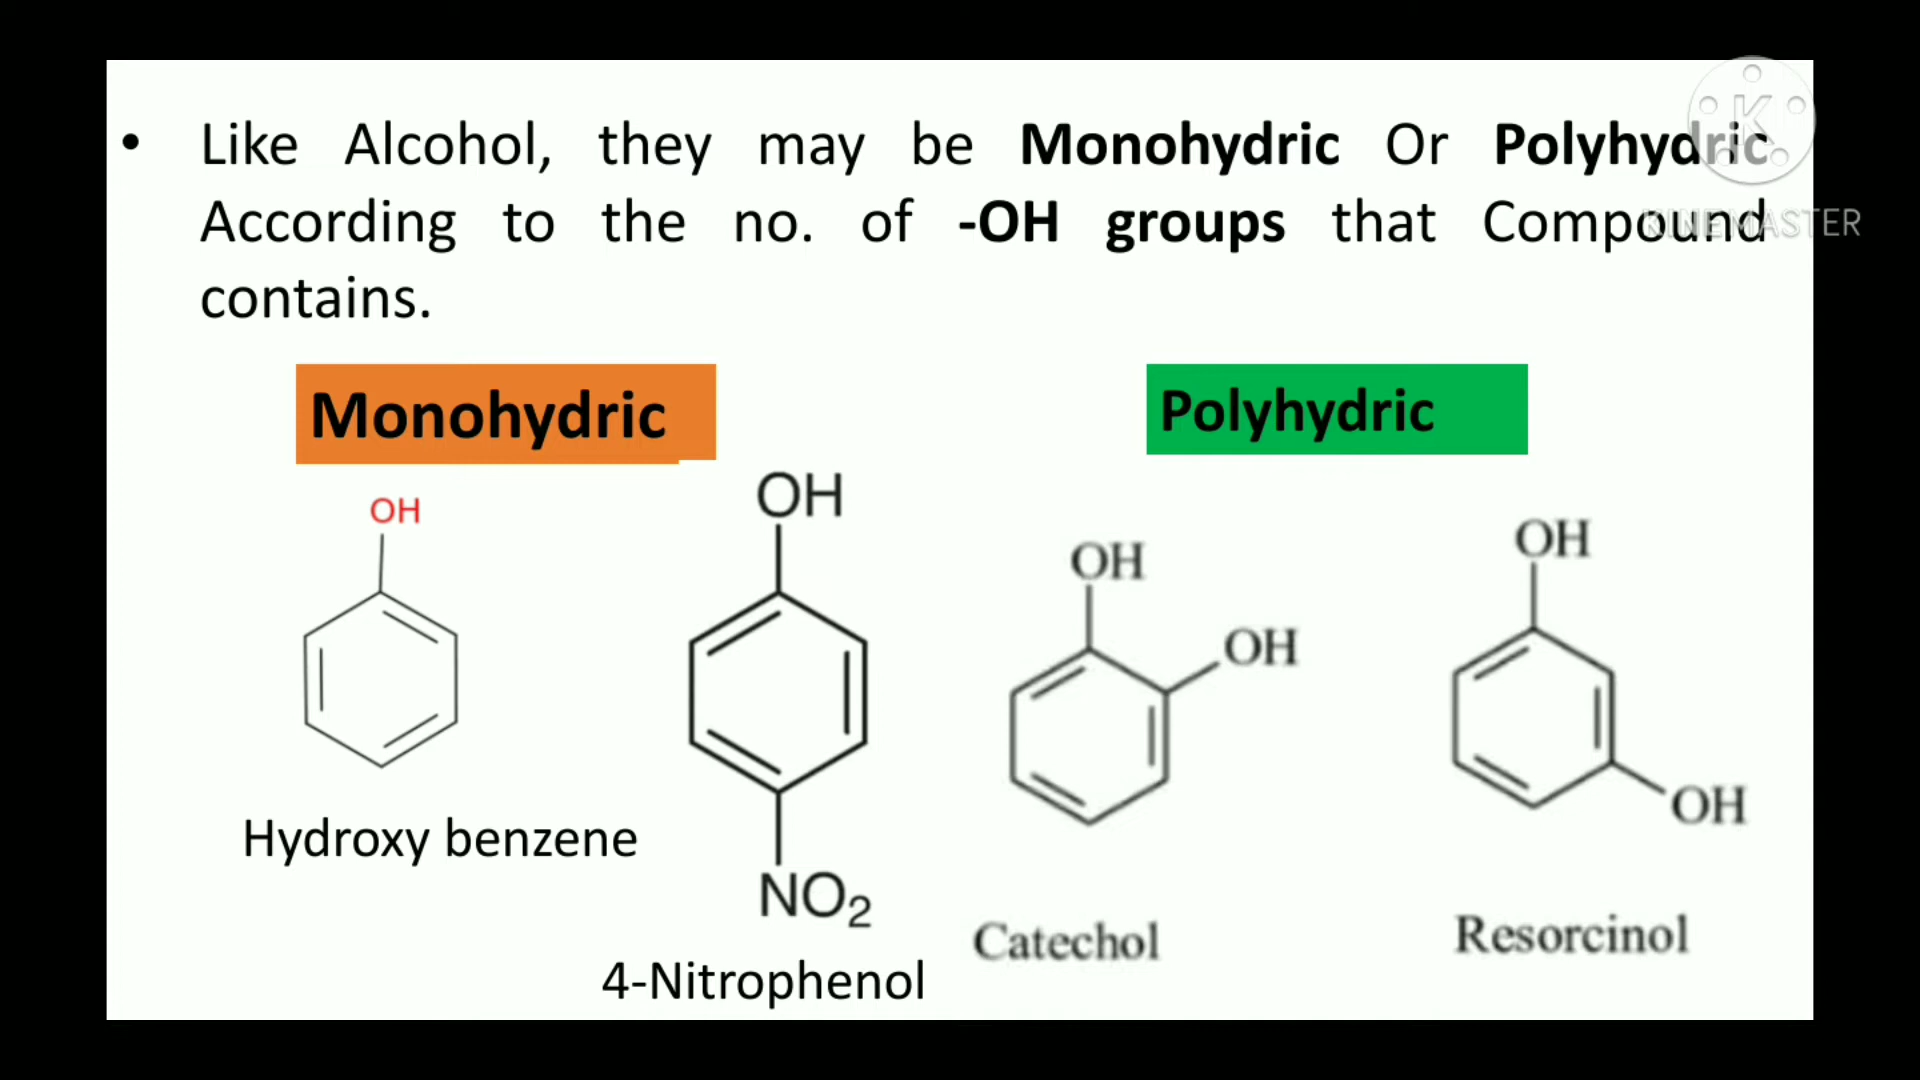 • Like Alcohol, they may be Monohydric Or Polyhydric
According to the no. of -OH groups that Compound
contains.
KINEMASTER
Monohydric
Polyhydric
OH
OH
OH
OH
OH
OH
Hydroxy benzene
NO₂
4-Nitrophenol
Catechol
Resorcinol